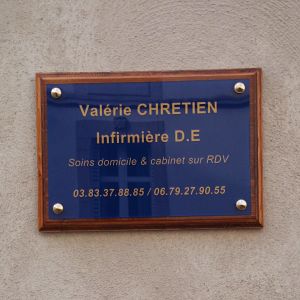 Valérie CHRETIEN
Infirmière D.E
Soins domicile & cabinet sur RDV
03.83.37.88.85 / 06.79.27.90.55